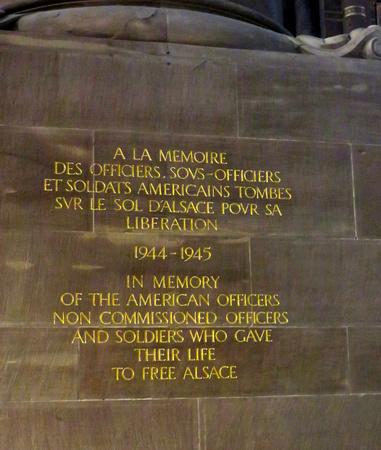 A LA MEMOIRE
DES OFFICIERS. SOVS-OFFICIERS
ET SOLDATS AMERICAINS TOMBES
SVR LE SOL D'ALSACE POVR SA
LIBERATION
1944-1945
IN MEMORY
OF THE AMERICAN OFFICERS
NON COMMISSIONED OFFICERS
AND SOLDIERS WHO GAVE
THEIR LIFE
TO FREE ALSACE